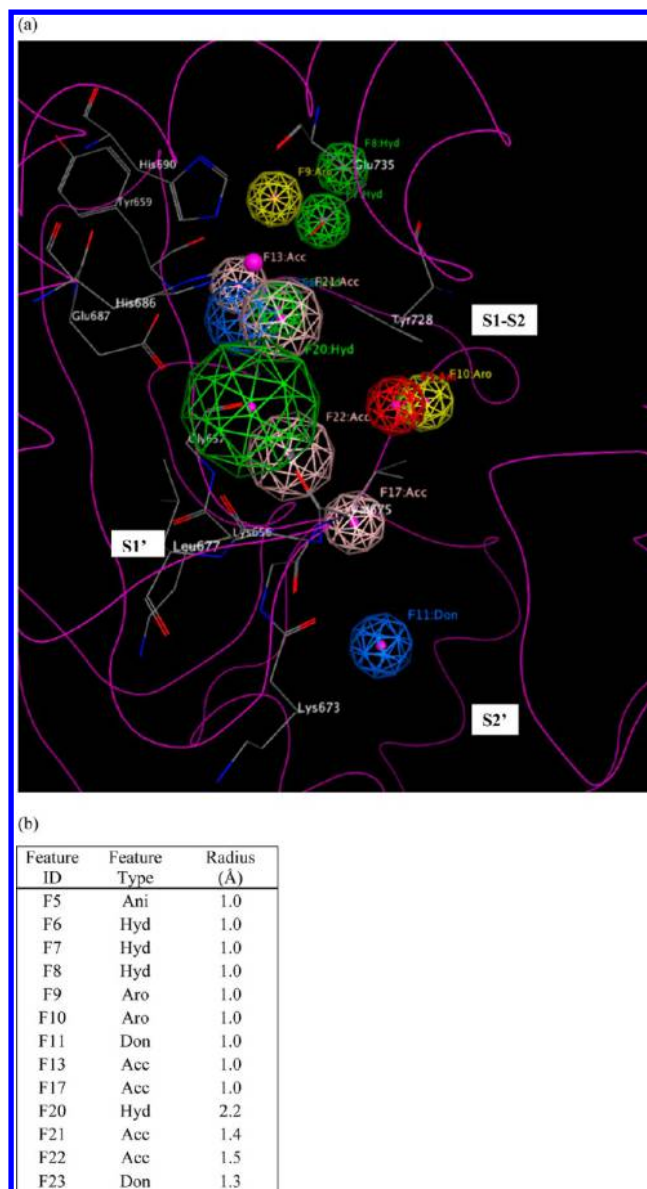 (a)
F8:Hyd
His690
F9:Aro
Glu735
Hyd
Tyr659
F13:Acc
F21:Acc
His686
Glu687
Tyr728
S1-S2
F20:Hyd
F10:Aro
F22:Acc
F17:Acc
S1’
Lys656
Leu677
F11:Don
Lys673
S2’
(b)
Feature ID Feature Type Radius (Å)
F5 Ani 1.0
F6 Hyd 1.0
F7 Hyd 1.0
F8 Hyd 1.0
F9 Aro 1.0
F10 Aro 1.0
F11 Don 1.0
F13 Acc 1.0
F17 Acc 1.0
F20 Hyd 2.2
F21 Acc 1.4
F22 Acc 1.5
F23 Don 1.3